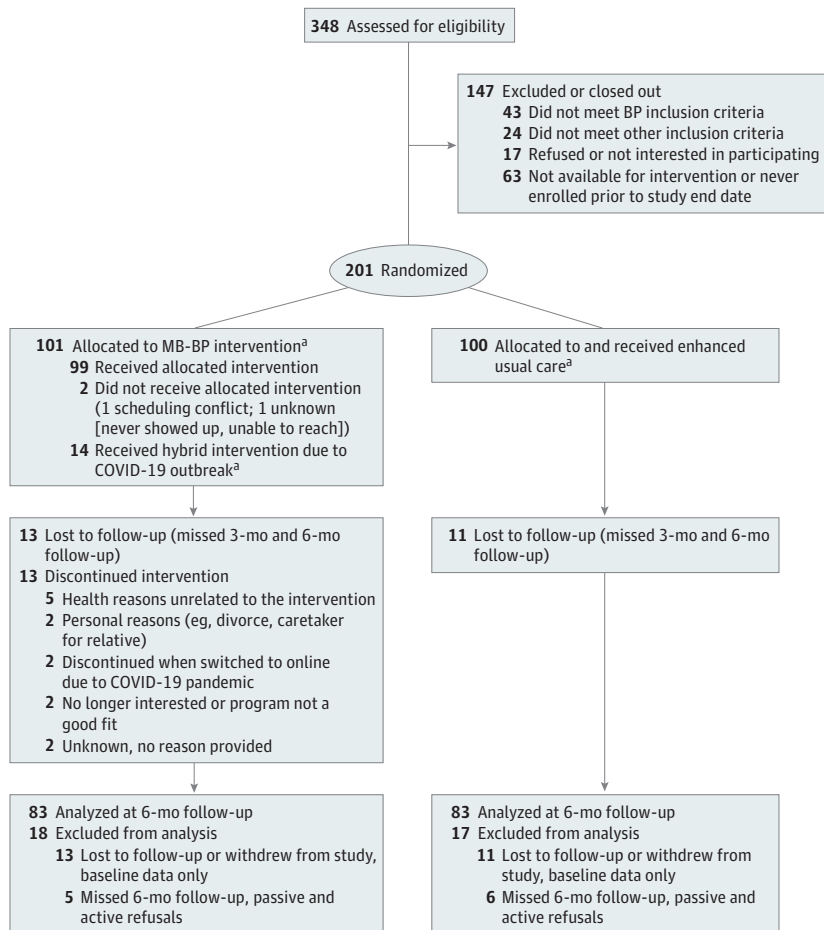 348 Assessed for eligibility
147 Excluded or closed out
43 Did not meet BP inclusion criteria
24 Did not meet other inclusion criteria
17 Refused or not interested in participating
63 Not available for intervention or never
enrolled prior to study end date
201 Randomized
101 Allocated to MB-BP interventionᵃ
99 Received allocated intervention
2 Did not receive allocated intervention
(1 scheduling conflict; 1 unknown
[never showed up, unable to reach])
14 Received hybrid intervention due to
COVID-19 outbreakᵃ
100 Allocated to and received enhanced
usual careᵃ
13 Lost to follow-up (missed 3-mo and 6-mo
follow-up)
13 Discontinued intervention
5 Health reasons unrelated to the intervention
2 Personal reasons (eg, divorce, caretaker
for relative)
2 Discontinued when switched to online
due to COVID-19 pandemic
2 No longer interested or program not a
good fit
2 Unknown, no reason provided
11 Lost to follow-up (missed 3-mo and 6-mo
follow-up)
83 Analyzed at 6-mo follow-up
18 Excluded from analysis
13 Lost to follow-up or withdrew from study,
baseline data only
5 Missed 6-mo follow-up, passive and
active refusals
83 Analyzed at 6-mo follow-up
17 Excluded from analysis
11 Lost to follow-up or withdrew from
study, baseline data only
6 Missed 6-mo follow-up, passive and
active refusals